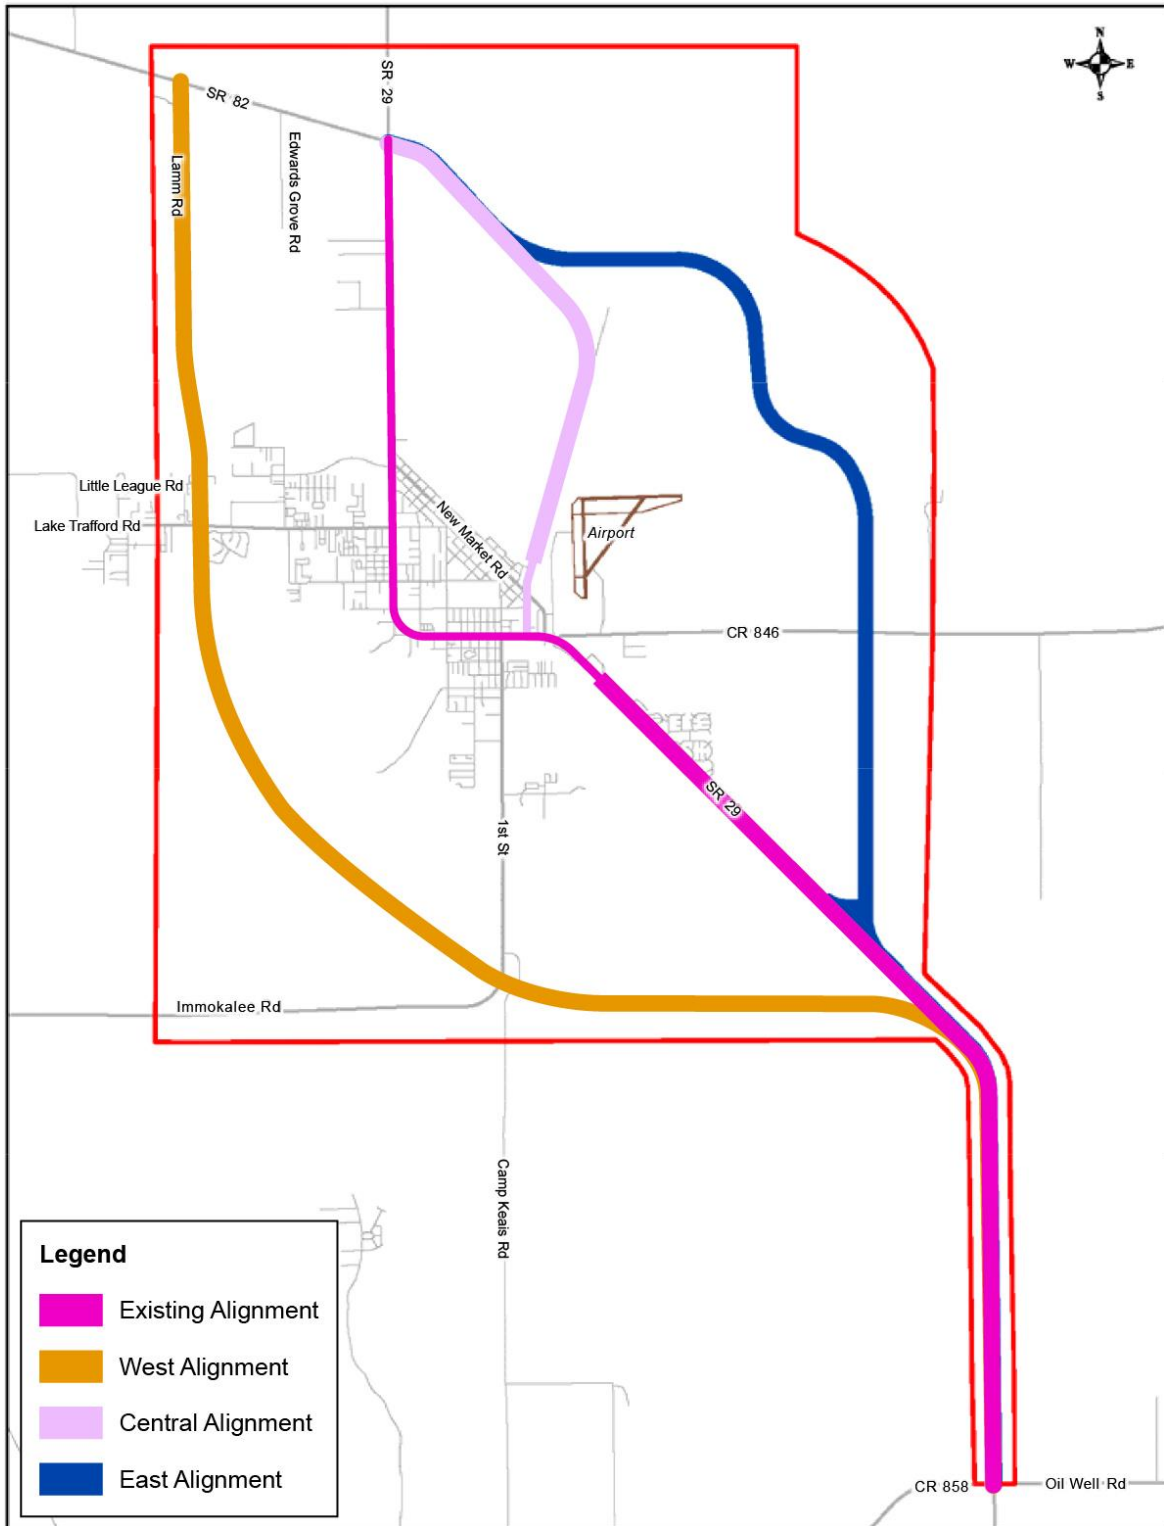 N
W E
S
SR 29
SR 82
Edwards Grove Rd
Lamm Rd
Little League Rd
Lake Trafford Rd
New Market Rd
Airport
CR 846
SR 29
1st St
Immokalee Rd
Camp Keais Rd
Legend
Existing Alignment
West Alignment
Central Alignment
East Alignment
CR 858
Oil Well Rd